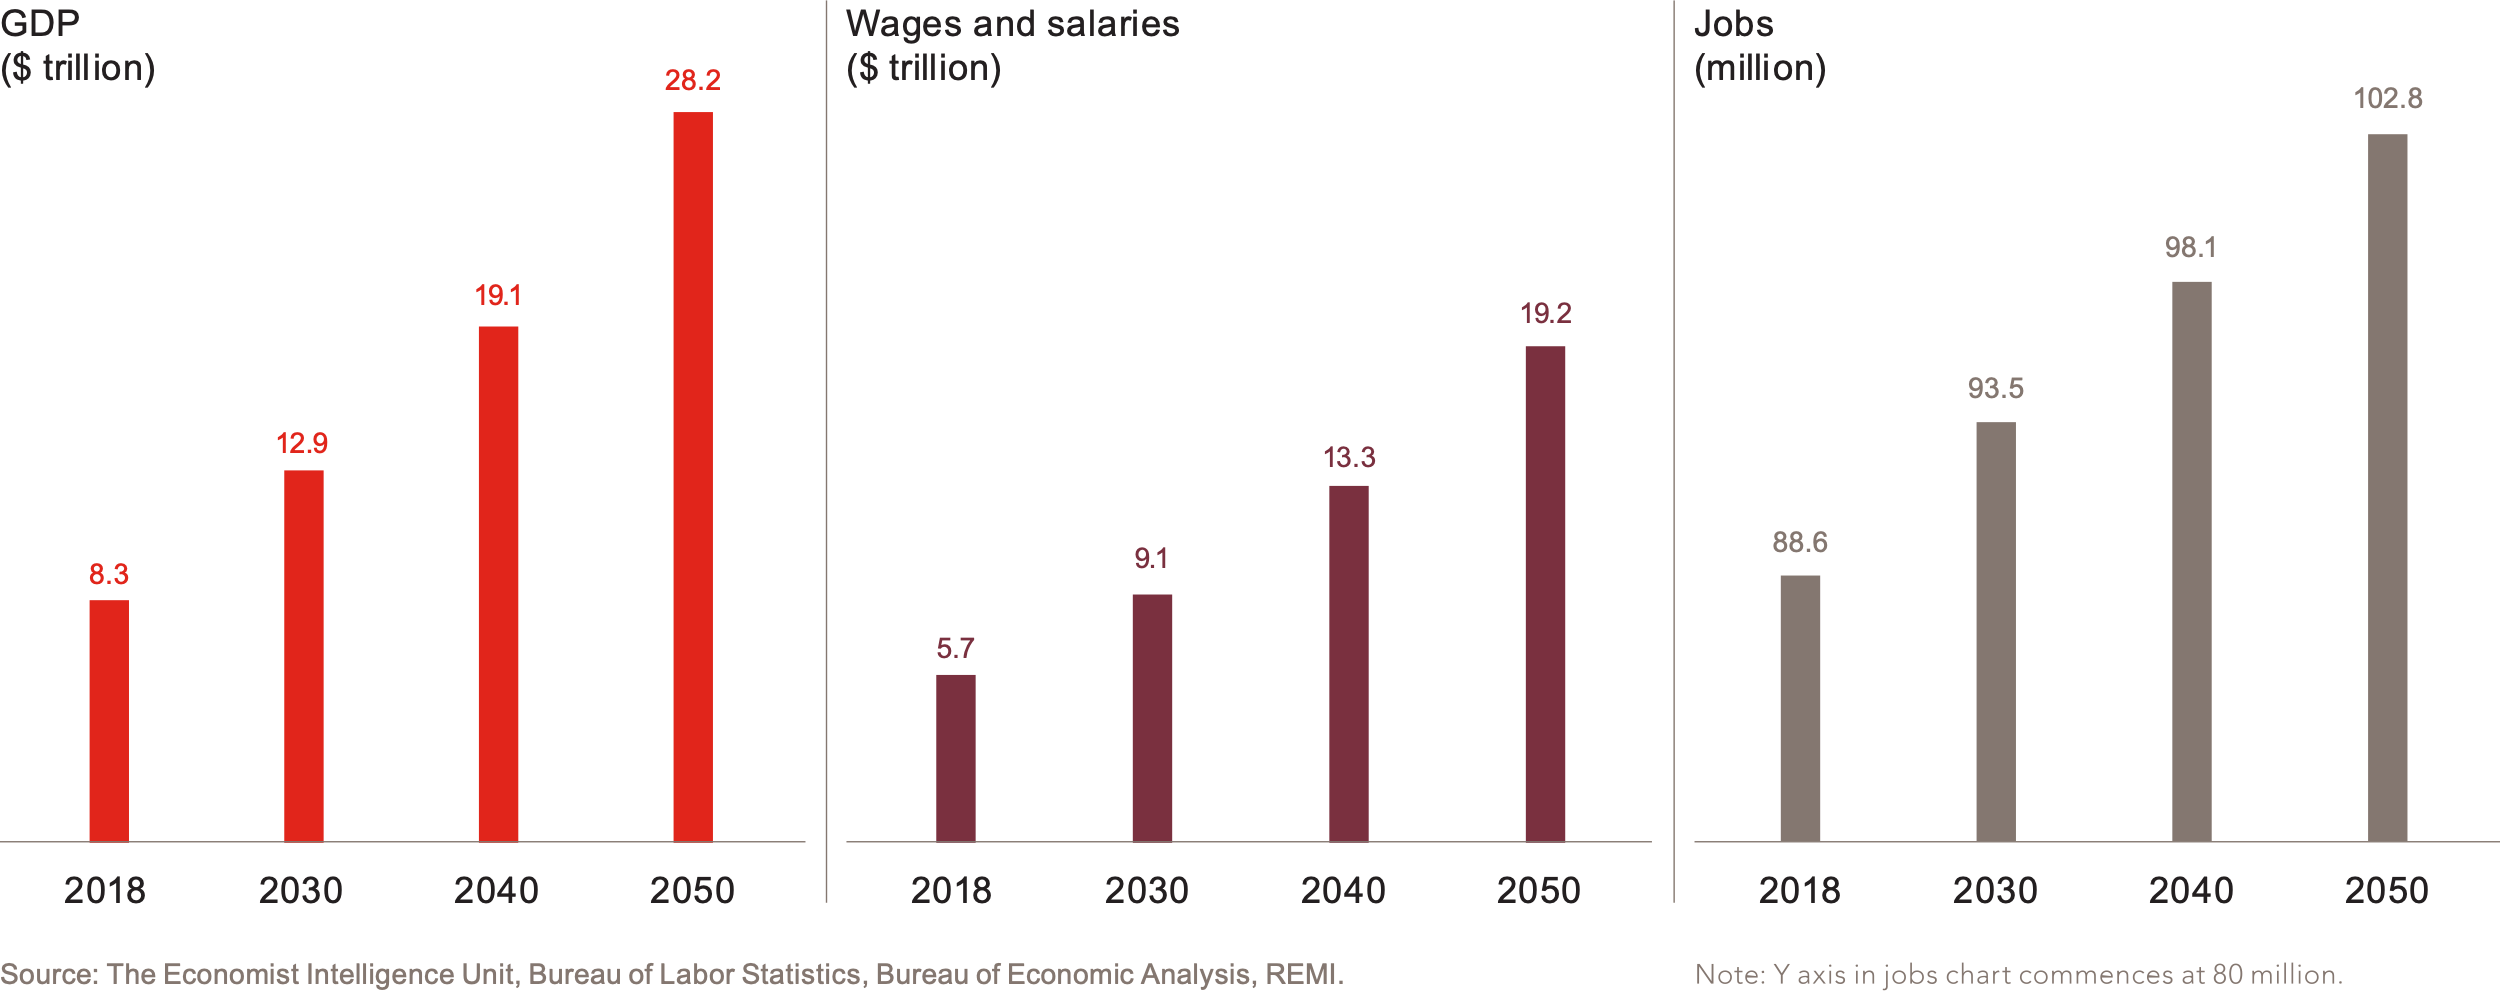 GDP
($ trillion)
28.2
19.1
12.9
8.3
2018 2030 2040 2050
Wages and salaries
($ trillion)
19.2
13.3
9.1
5.7
2018 2030 2040 2050
Jobs
(million)
102.8
98.1
93.5
88.6
2018 2030 2040 2050
Source: The Economist Intelligence Unit, Bureau of Labor Statistics, Bureau of Economic Analysis, REMI.
Note: Y axis in jobs chart commences at 80 million.